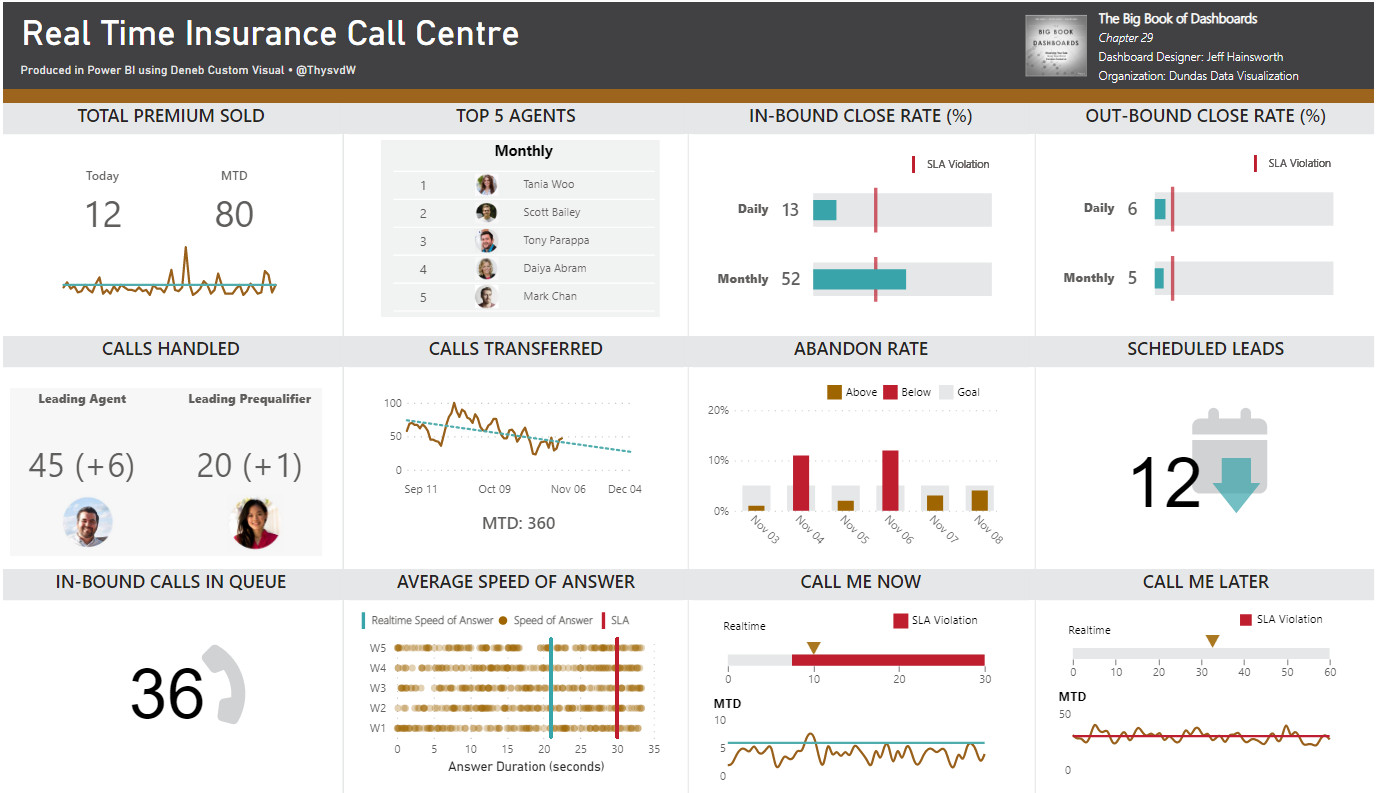 Real Time Insurance Call Centre
Produced in Power BI using Deneb Custom Visual • @ThysvdW
BIG BOOK
DASHBOARDS
The Big Book of Dashboards
Chapter 29
Dashboard Designer: Jeff Hainsworth
Organization: Dundas Data Visualization
TOTAL PREMIUM SOLD
Today
MTD
12
80
TOP 5 AGENTS
Monthly
1 Tania Woo
2 Scott Bailey
3 Tony Parappa
4 Daiya Abram
5 Mark Chan
IN-BOUND CLOSE RATE (%)
SLA Violation
Daily 13
Monthly 52
OUT-BOUND CLOSE RATE (%)
SLA Violation
Daily 6
Monthly 5
CALLS HANDLED
Leading Agent
Leading Prequalifier
45 (+6)
20 (+1)
CALLS TRANSFERRED
100
50
0
Sep 11 Oct 09 Nov 06 Dec 04
MTD: 360
ABANDON RATE
Above Below Goal
20%
10%
0%
Nov 03 Nov 04 Nov 05 Nov 06 Nov 07 Nov 08
SCHEDULED LEADS
12
IN-BOUND CALLS IN QUEUE
36
AVERAGE SPEED OF ANSWER
Realtime Speed of Answer Speed of Answer SLA
W5
W4
W3
W2
W1
0 5 10 15 20 25 30 35
Answer Duration (seconds)
CALL ME NOW
SLA Violation
Realtime
0 10 20 30
MTD
10
5
0
CALL ME LATER
SLA Violation
Realtime
0 10 20 30 40 50 60
MTD
50
0